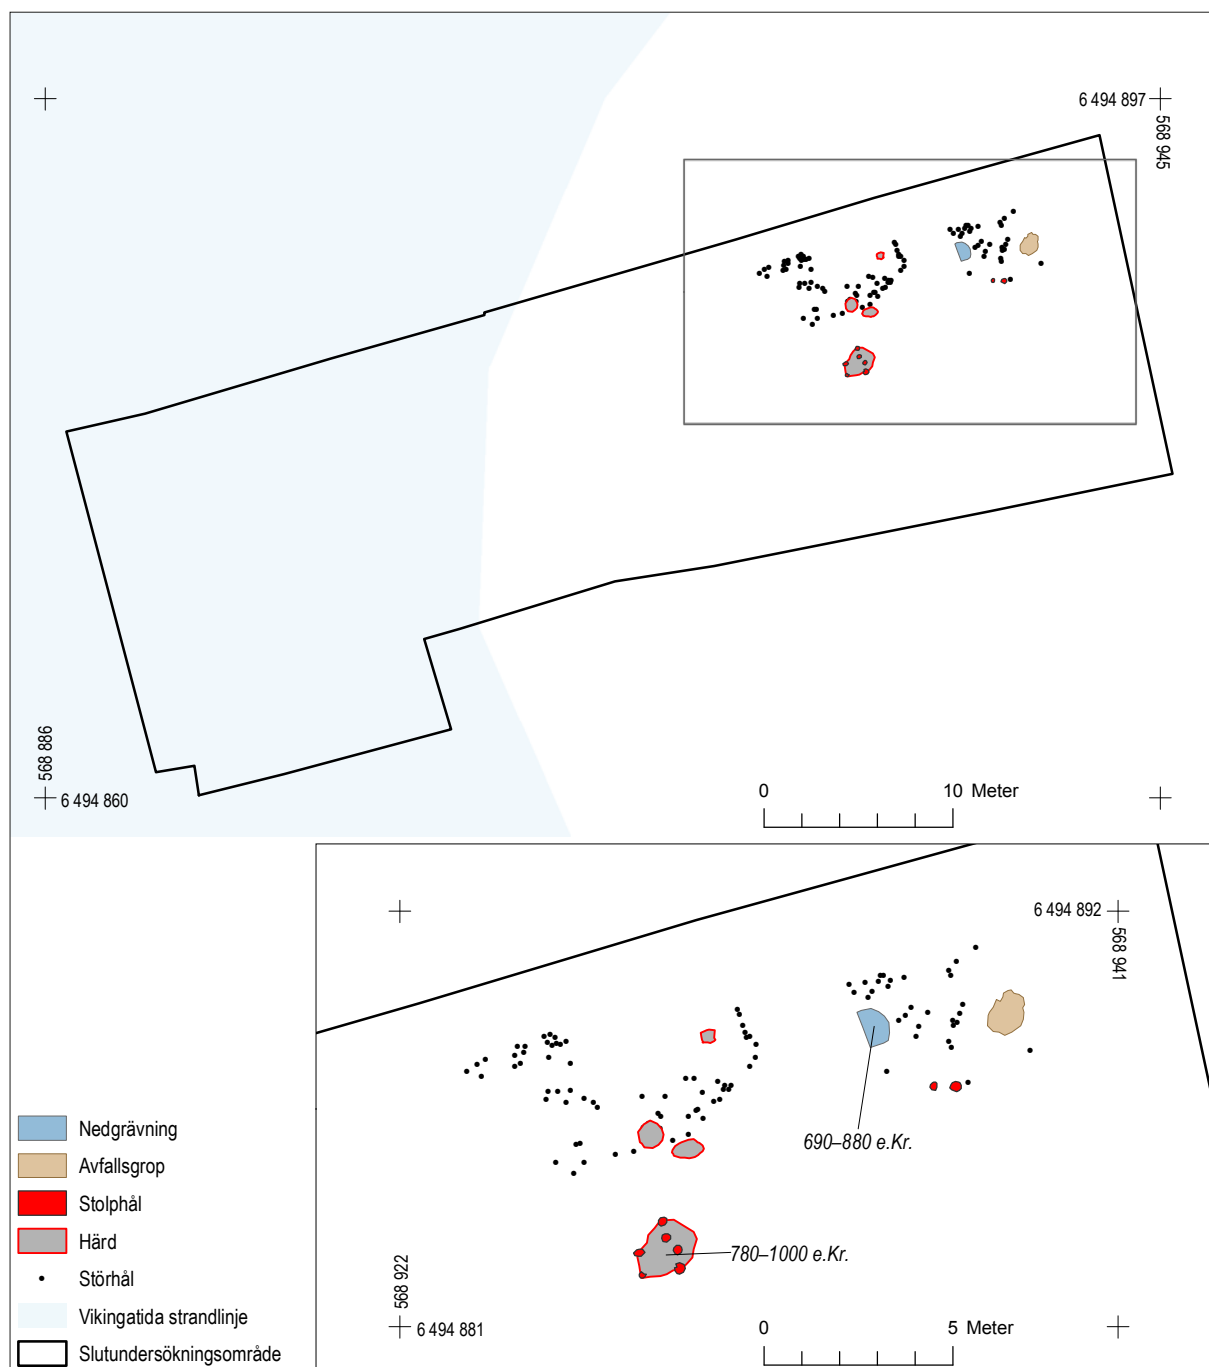 6 494 897
568 945
568 886
6 494 860
0 10 Meter
6 494 892
568 941
690–880 e.Kr.
780–1000 e.Kr.
568 922
6 494 881
0 5 Meter
Nedgrävning
Avfallsgrop
Stolphål
Härd
Störhål
Vikingatida strandlinje
Slutundersökningsområde